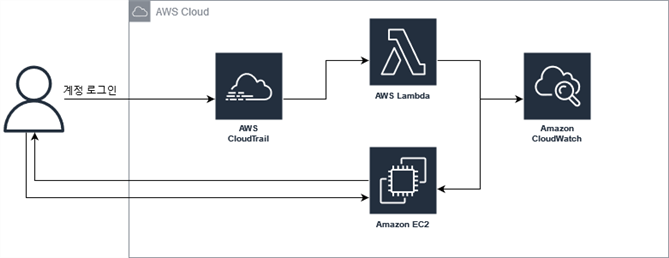 AWS Cloud
계정 로그인
AWS
CloudTrail
AWS Lambda
Amazon
CloudWatch
Amazon EC2